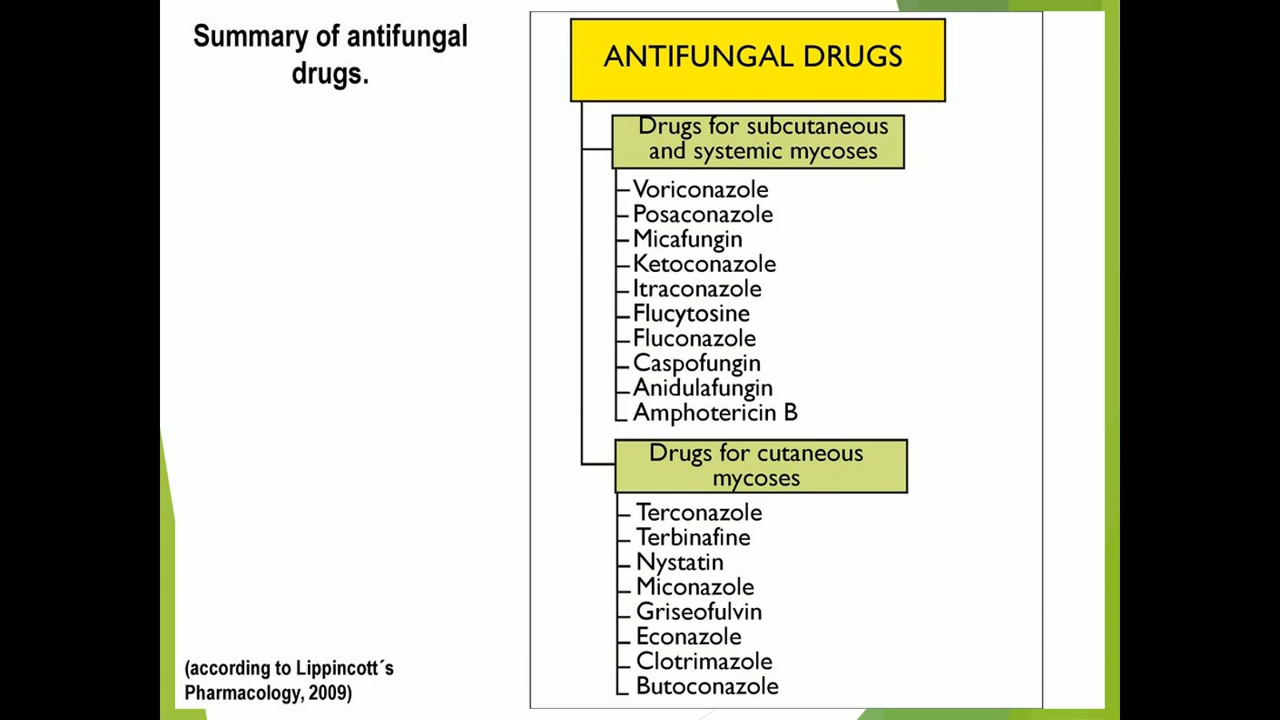 Summary of antifungal
drugs.
ANTIFUNGAL DRUGS
Drugs for subcutaneous
and systemic mycoses
Voriconazole
Posaconazole
Micafungin
Ketoconazole
Itraconazole
Flucytosine
Fluconazole
Caspofungin
Anidulafungin
Amphotericin B
Drugs for cutaneous
mycoses
Terconazole
Terbinafine
Nystatin
Miconazole
Griseofulvin
Econazole
Clotrimazole
Butoconazole
(according to Lippincott´s
Pharmacology, 2009)